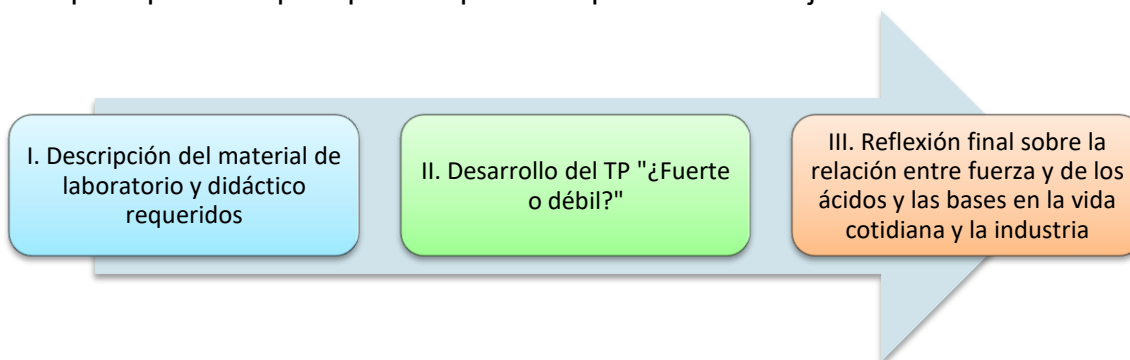 I. Descripción del material de
laboratorio y didáctico
requeridos
II. Desarrollo del TP "¿Fuerte
o débil?"
III. Reflexión final sobre la
relación entre fuerza y de los
ácidos y las bases en la vida
cotidiana y la industria